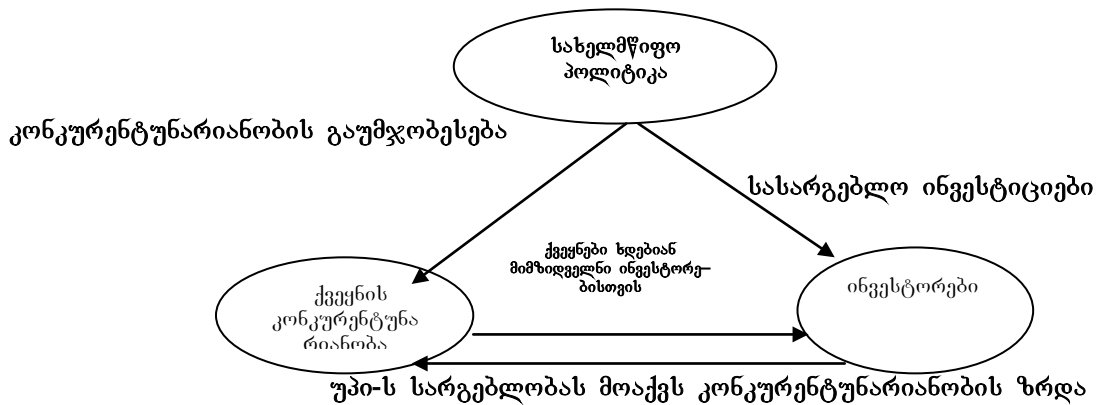 სახელმწიფო
პოლიტიკა
კონკურენტუნარიანობის გაუმჯობესება
სასარგებლო ინვესტიციები
ქვეყნები ხდებიან
მიმზიდველნი ინვესტორე–
ბისთვის
ქვეყნის
კონკურენტუნა
რიანობა
ინვესტორები
უპი-ს სარგებლობას მოაქვს კონკურენტუნარიანობის ზრდა